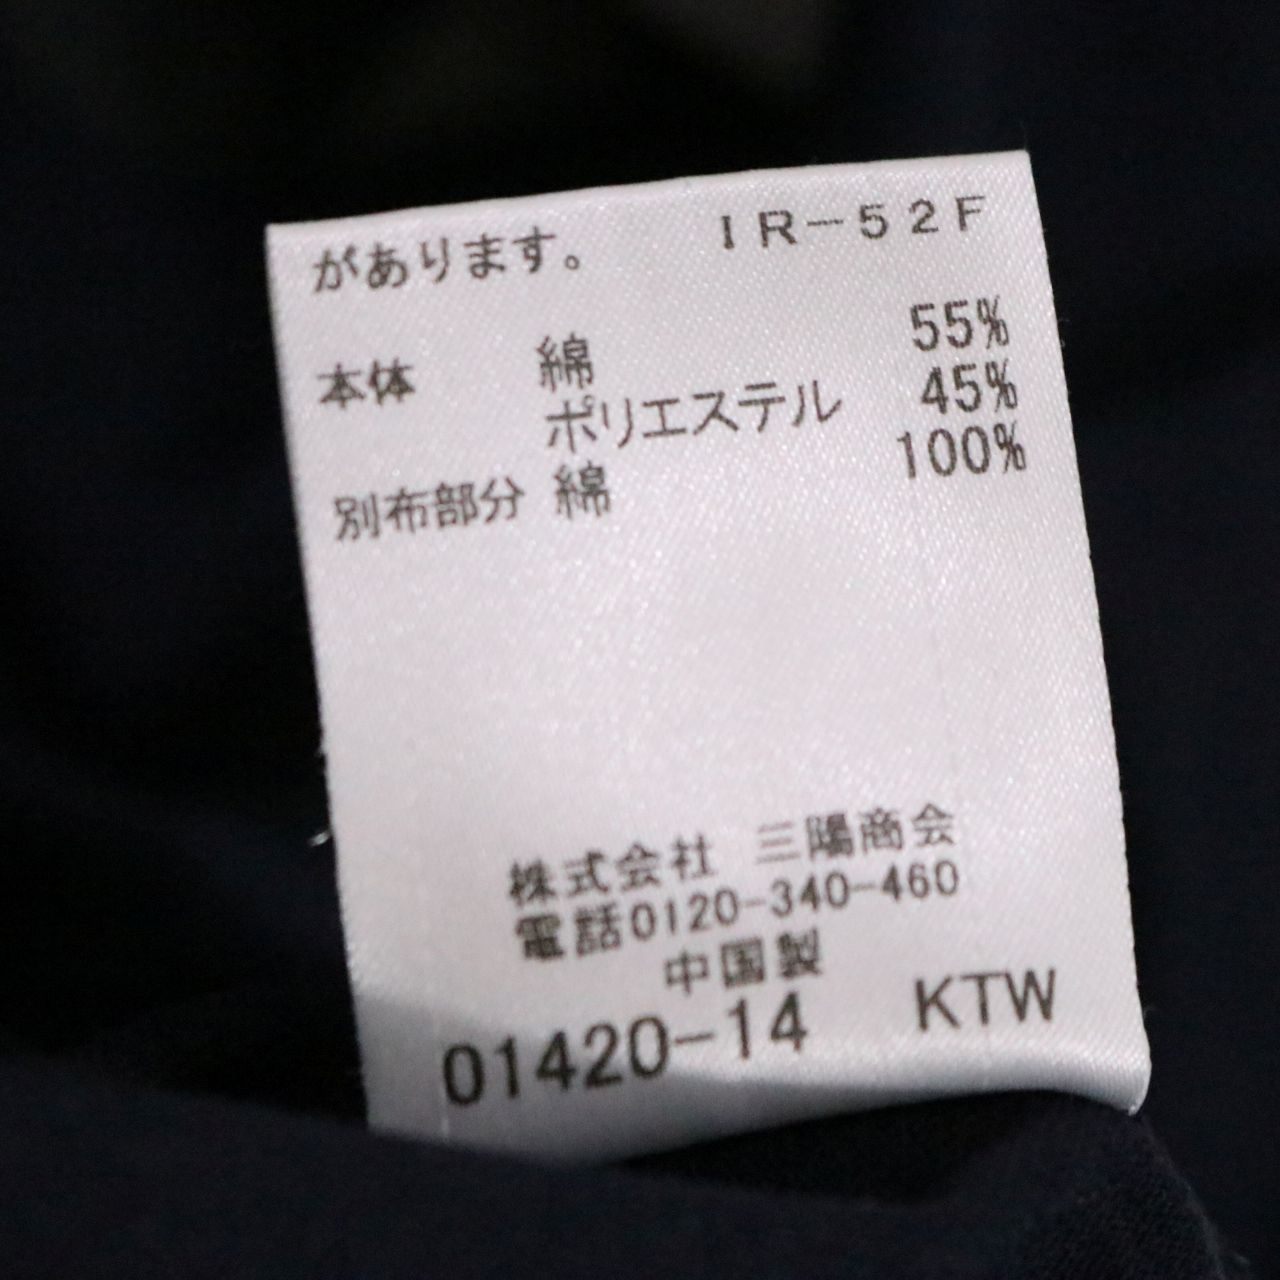 があります。 IR-52F
本体 綿 55%
ポリエステル 45%
別布部分 綿 100%
株式会社 三陽商会
電話0120-340-460
中国製
01420-14 KTW